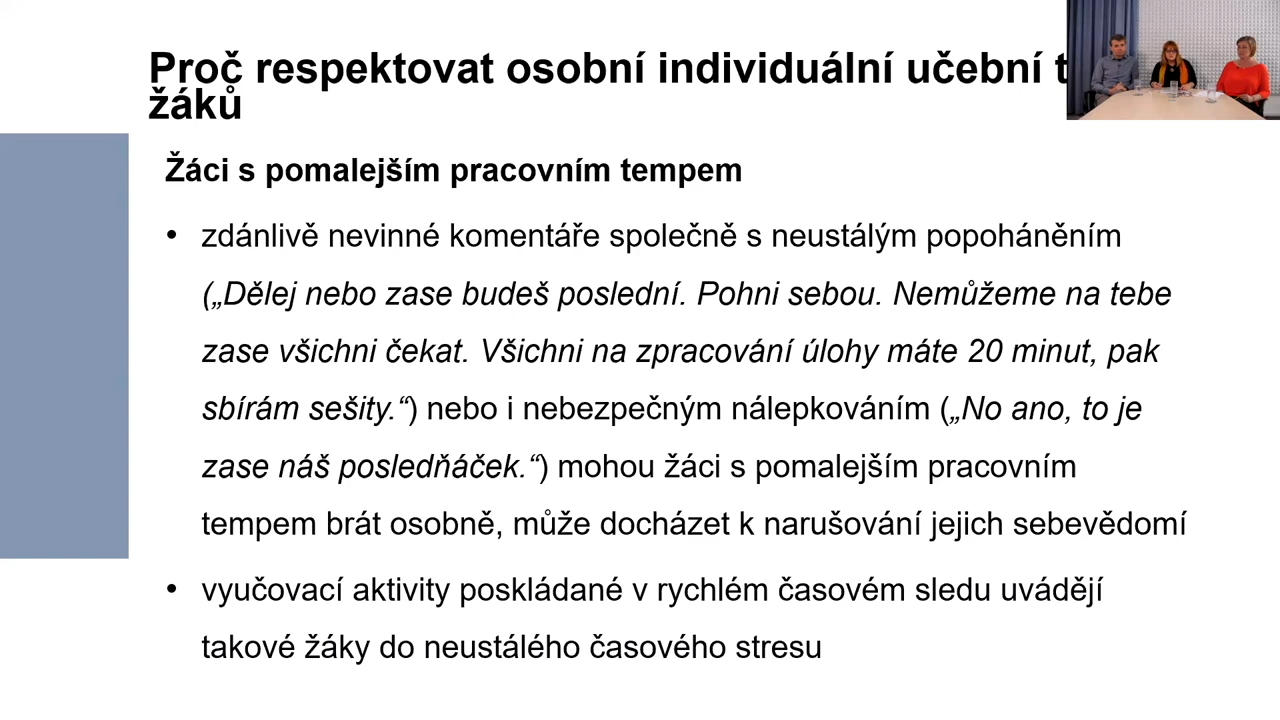 Proč respektovat osobní individuální učební
žáků
Žáci s pomalejším pracovním tempem
• zdánlivě nevinné komentáře společně s neustálým popoháněním
(„Dělej nebo zase budeš poslední. Pohni sebou. Nemůžeme na tebe
zase všichni čekat. Všichni na zpracování úlohy máte 20 minut, pak
sbírám sešity.“) nebo i nebezpečným nálepkováním („No ano, to je
zase náš posledňáček.“) mohou žáci s pomalejším pracovním
tempem brát osobně, může docházet k narušování jejich sebevědomí
• vyučovací aktivity poskládané v rychlém časovém sledu uvádějí
takové žáky do neustálého časového stresu